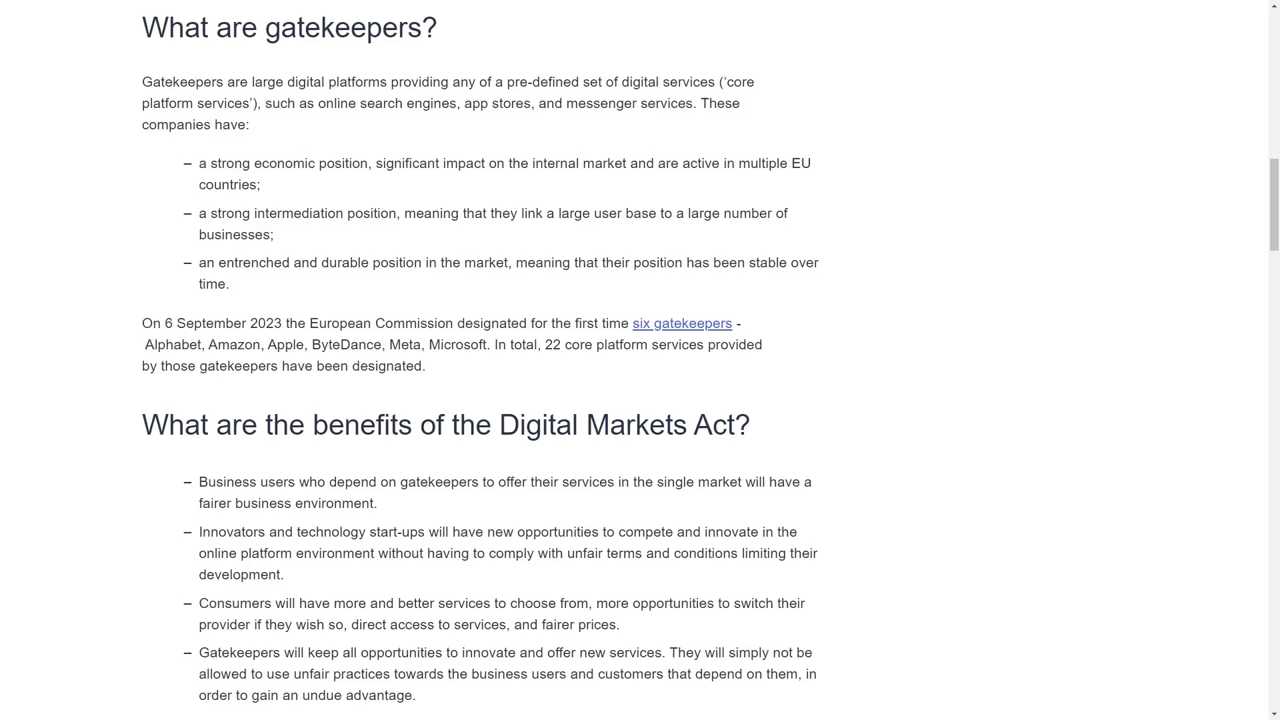 What are gatekeepers?
Gatekeepers are large digital platforms providing any of a pre-defined set of digital services (‘core
platform services’), such as online search engines, app stores, and messenger services. These
companies have:
– a strong economic position, significant impact on the internal market and are active in multiple EU
countries;
– a strong intermediation position, meaning that they link a large user base to a large number of
businesses;
– an entrenched and durable position in the market, meaning that their position has been stable over
time.
On 6 September 2023 the European Commission designated for the first time six gatekeepers -
Alphabet, Amazon, Apple, ByteDance, Meta, Microsoft. In total, 22 core platform services provided
by those gatekeepers have been designated.
What are the benefits of the Digital Markets Act?
– Business users who depend on gatekeepers to offer their services in the single market will have a
fairer business environment.
– Innovators and technology start-ups will have new opportunities to compete and innovate in the
online platform environment without having to comply with unfair terms and conditions limiting their
development.
– Consumers will have more and better services to choose from, more opportunities to switch their
provider if they wish so, direct access to services, and fairer prices.
– Gatekeepers will keep all opportunities to innovate and offer new services. They will simply not be
allowed to use unfair practices towards the business users and customers that depend on them, in
order to gain an undue advantage.